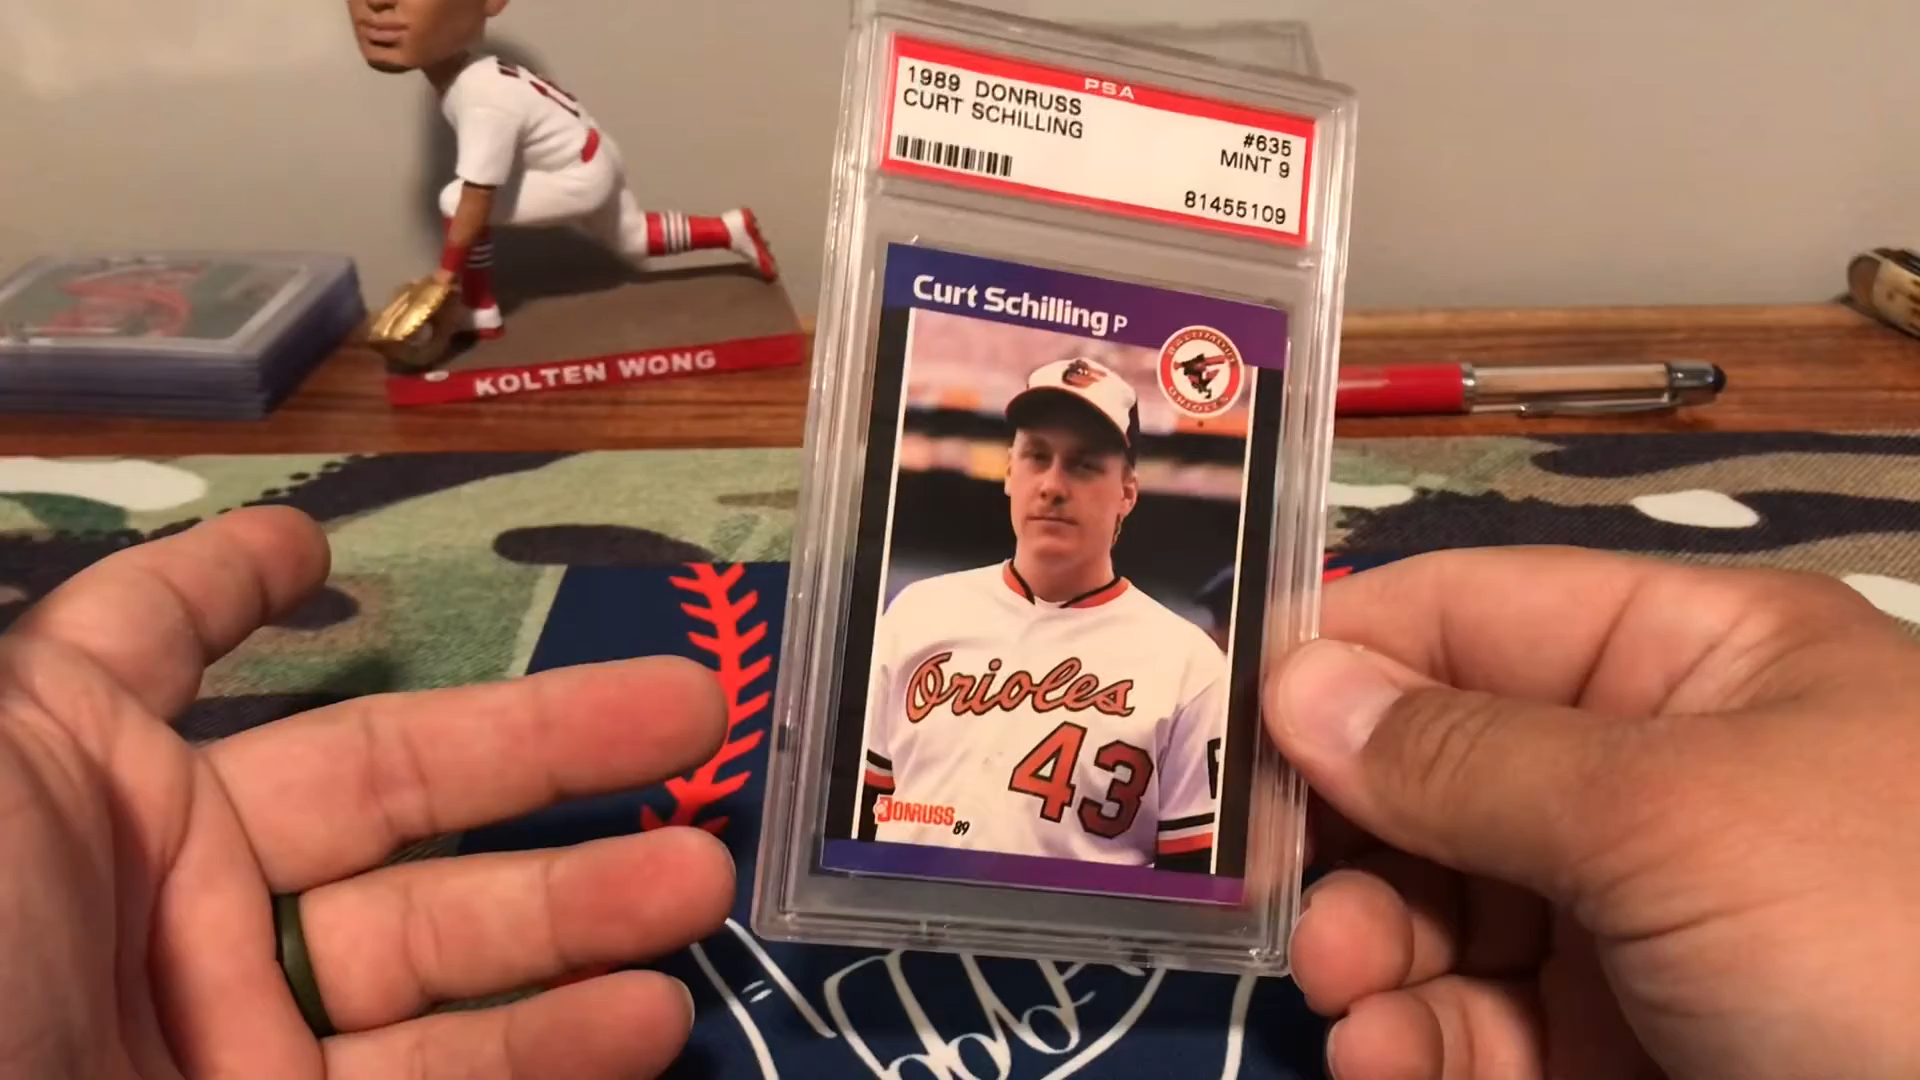 PSA
1989 DONRUSS
CURT SCHILLING
#635
MINT 9
81455109
Curt Schilling P
Orioles
43
DONRUSS 89
KOLTEN WONG